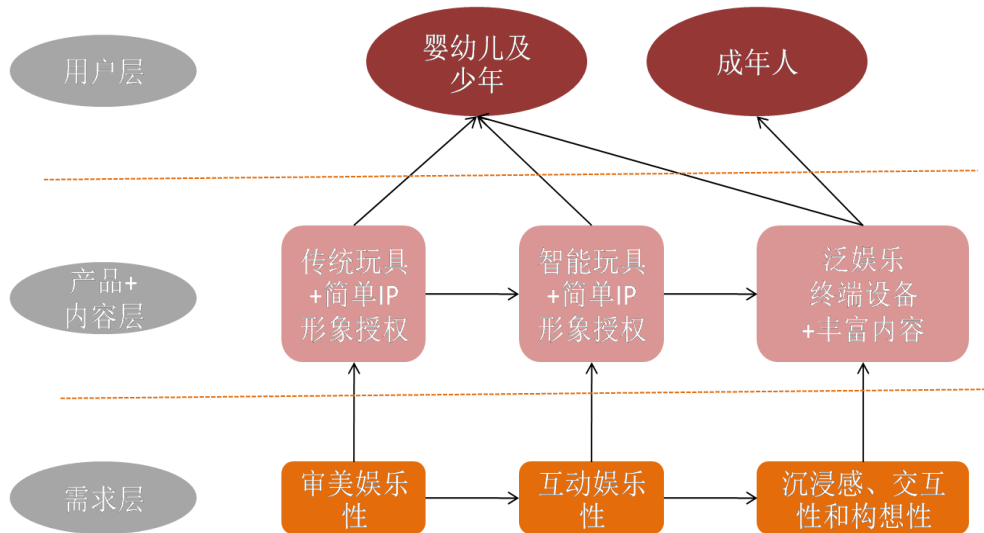 用户层
婴幼儿及
少年
成年人
产品+
内容层
传统玩具
+简单IP
形象授权
智能玩具
+简单IP
形象授权
泛娱乐
终端设备
+丰富内容
需求层
审美娱乐
性
互动娱乐
性
沉浸感、交互
性和构想性